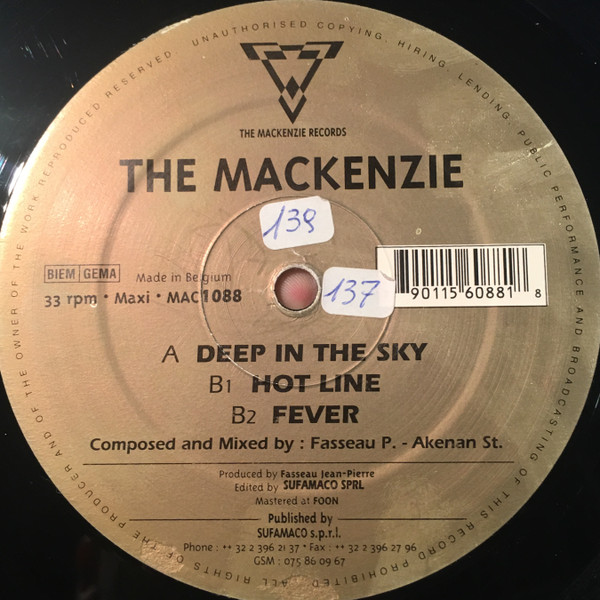 ALL RIGHTS OF THE PRODUCER AND OF THE OWNER OF THE WORK REPRODUCED RESERVED. UNAUTHORISED COPYING, HIRING, LENDING, PUBLIC PERFORMANCE AND BROADCASTING OF THIS RECORD PROHIBITED
THE MACKENZIE RECORDS
THE MACKENZIE
139
137
BIEM GEMA
Made in Belgium
33 rpm • Maxi • MAC1088
90115 60881 8
A DEEP IN THE SKY
B1 HOT LINE
B2 FEVER
Composed and Mixed by : Fasseau P. - Akenan St.
Produced by Fasseau Jean-Pierre
Edited by SUFAMACO SPRL
Mastered at FOON
Published by
SUFAMACO s.p.r.l.
Phone : ++ 32 2 396 21 37 • Fax : ++ 32 2 396 27 96
GSM : 075 86 09 67